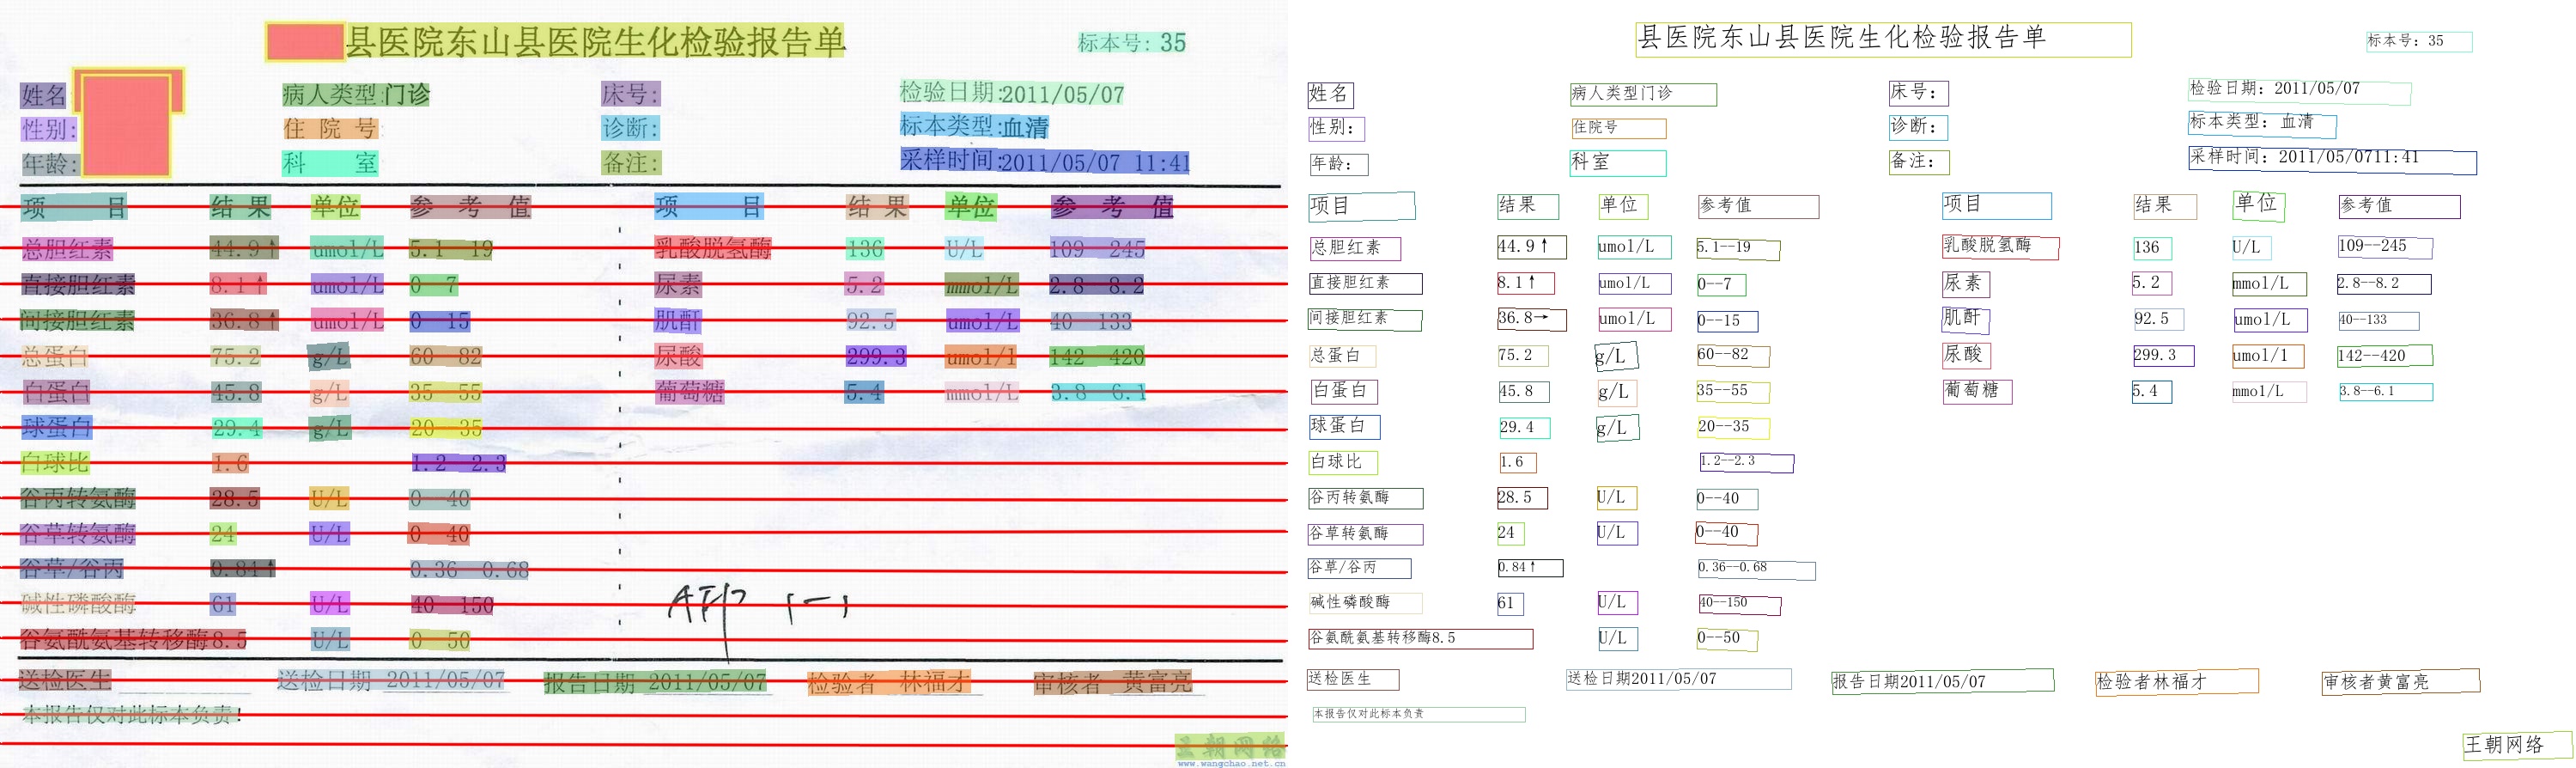 县医院东山县医院生化检验报告单 标本号: 35
姓名 病人类型:门诊 床号: 检验日期:2011/05/07
性别: 住 院 号 诊断: 标本类型:血清
年龄: 科 室 备注: 采样时间:2011/05/07 11:41
项 目 结 果 单位 参 考 值 项 目 结 果 单位 参 考 值
总胆红素 44.9↑ umol/L 5.1--19 乳酸脱氢酶 136 U/L 109--245
直接胆红素 8.1↑ umol/L 0--7 尿素 5.2 mmol/L 2.8--8.2
间接胆红素 36.8↑ umol/L 0--15 肌酐 92.5 umol/L 40--133
总蛋白 75.2 g/L 60--82 尿酸 299.3 umol/l 142--420
白蛋白 45.8 g/L 35--55 葡萄糖 5.4 mmol/L 3.8--6.1
球蛋白 29.4 g/L 20--35
白球比 1.6 1.2--2.3
谷丙转氨酶 28.5 U/L 0--40
谷草转氨酶 24 U/L 0--40
谷草/谷丙 0.84↑ 0.36--0.68
碱性磷酸酶 61 U/L 40--150
AFP (-)
谷氨酰氨基转移酶8.5 U/L 0--50
送检医生 送检日期 2011/05/07 报告日期 2011/05/07 检验者 林福才 审核者 黄富亮
本报告仅对此标本负责!
王朝网络
www.wangchao.net.cn
县医院东山县医院生化检验报告单 标本号: 35
姓名 病人类型门诊 床号: 检验日期: 2011/05/07
性别: 住院号 诊断: 标本类型: 血清
年龄: 科室 备注: 采样时间: 2011/05/0711:41
项目 结果 单位 参考值 项目 结果 单位 参考值
总胆红素 44.9↑ umol/L 5.1--19 乳酸脱氢酶 136 U/L 109--245
直接胆红素 8.1↑ umol/L 0--7 尿素 5.2 mmol/L 2.8--8.2
问接胆红素 36.8→ umol/L 0--15 肌酐 92.5 umol/L 40--133
总蛋白 75.2 g/L 60--82 尿酸 299.3 umol/1 142--420
白蛋白 45.8 g/L 35--55 葡萄糖 5.4 mmol/L 3.8--6.1
球蛋白 29.4 g/L 20--35
白球比 1.6 1.2--2.3
谷丙转氨酶 28.5 U/L 0--40
谷草转氨酶 24 U/L 0--40
谷草/谷丙 0.84↑ 0.36--0.68
碱性磷酸酶 61 U/L 40--150
谷氨酰氨基转移酶8.5 U/L 0--50
送检医生 送检日期2011/05/07 报告日期2011/05/07 检验者林福才 审核者黄富亮
本报告仅对此标本负责
王朝网络